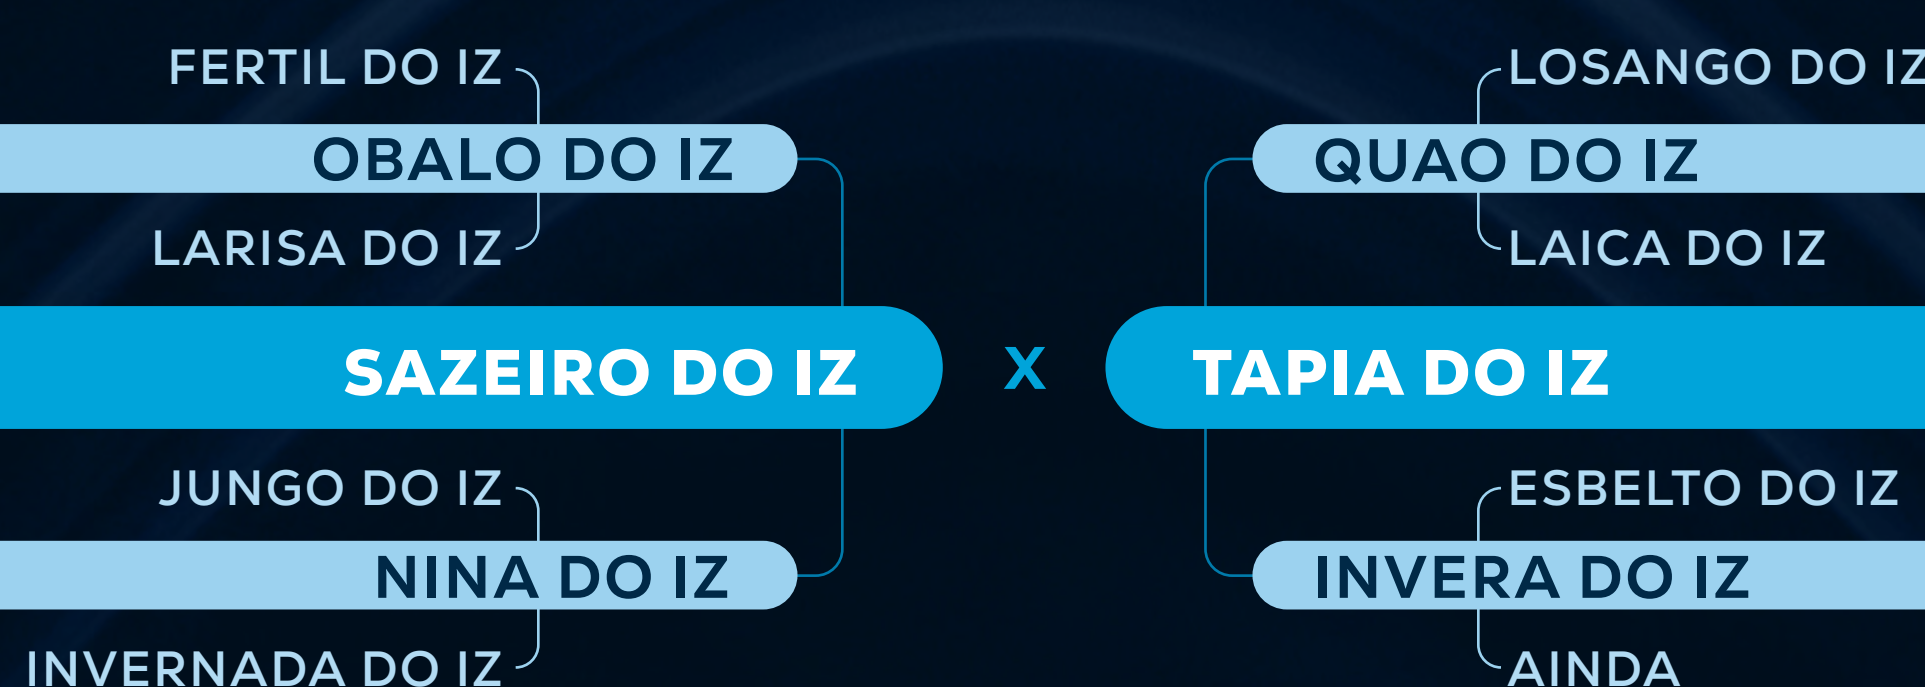 FERTIL DO IZ
OBALO DO IZ
LARISA DO IZ
SAZEIRO DO IZ
JUNGO DO IZ
NINA DO IZ
INVERNADA DO IZ
X
LOSANGO DO IZ
QUAO DO IZ
LAICA DO IZ
TAPIA DO IZ
ESBELTO DO IZ
INVERA DO IZ
AINDA